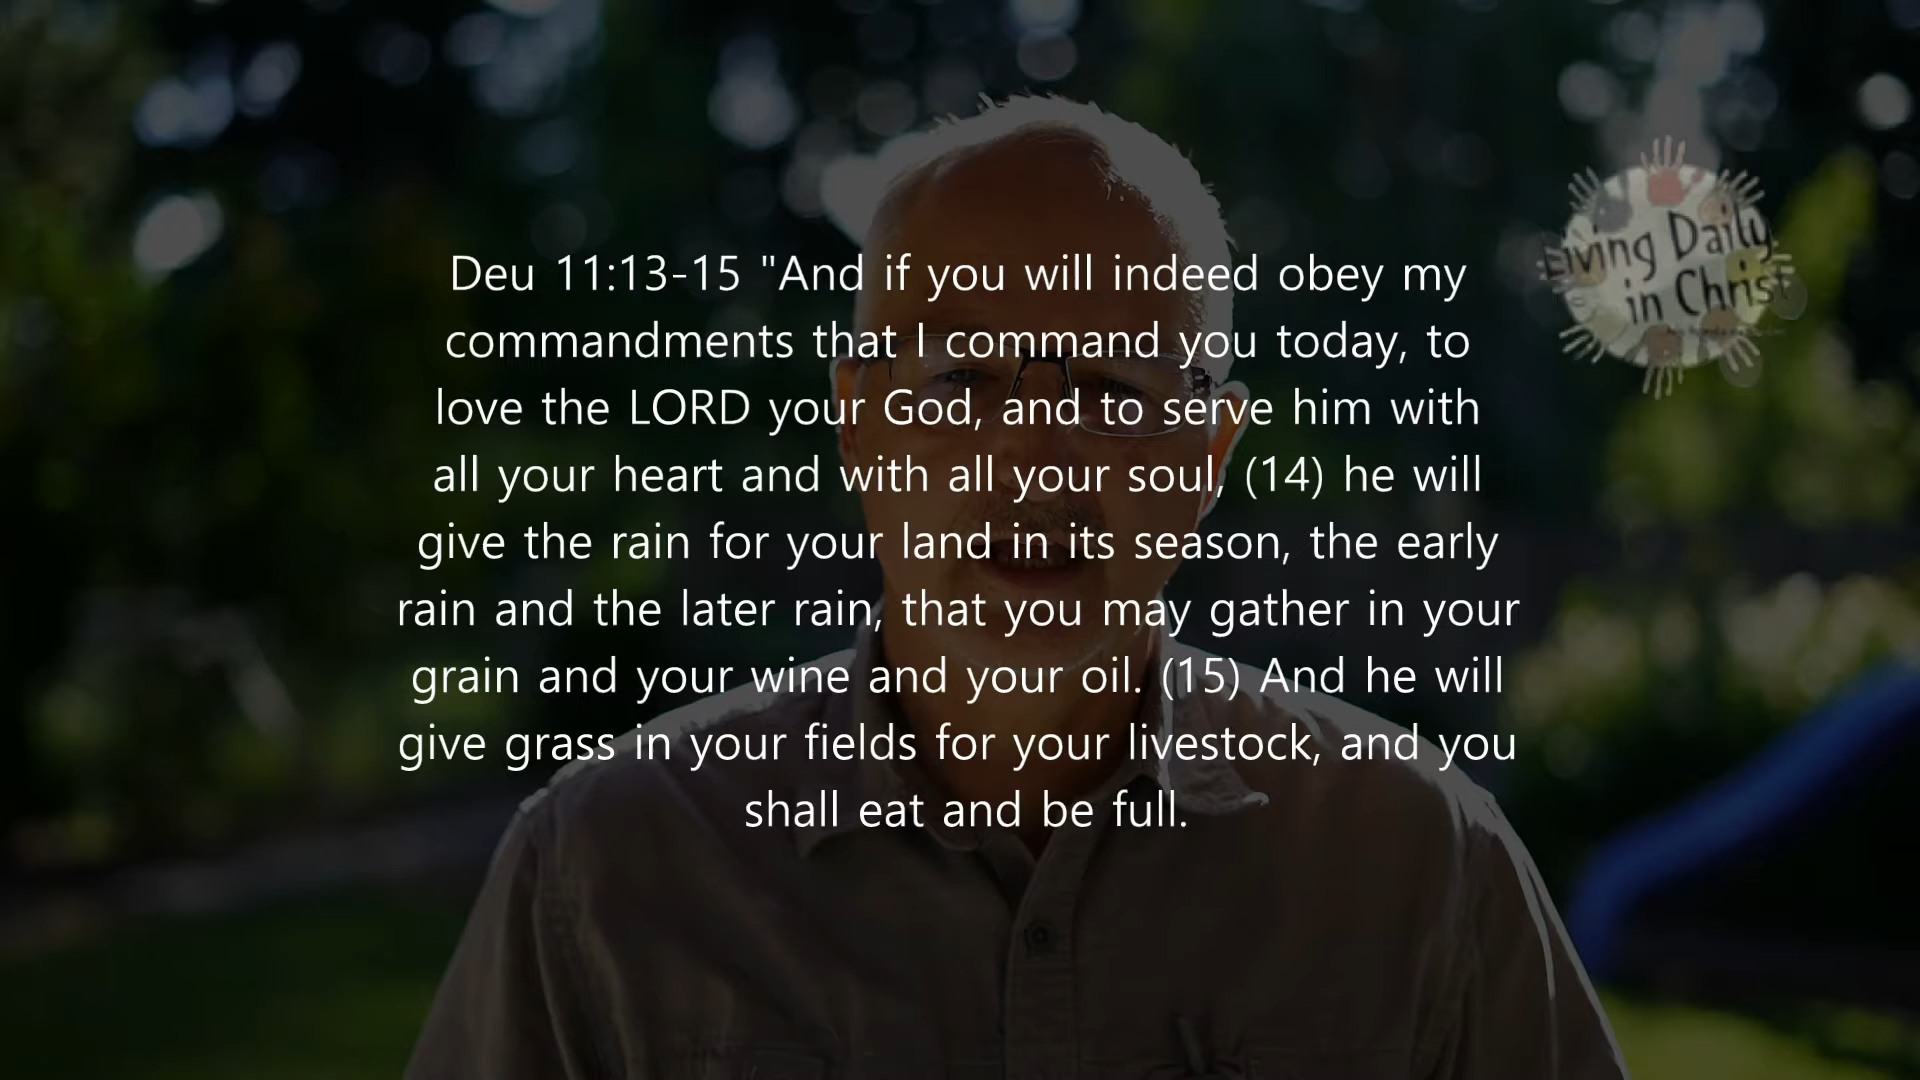 Deu 11:13-15 "And if you will indeed obey my
commandments that I command you today, to
love the LORD your God, and to serve him with
all your heart and with all your soul, (14) he will
give the rain for your land in its season, the early
rain and the later rain, that you may gather in your
grain and your wine and your oil. (15) And he will
give grass in your fields for your livestock, and you
shall eat and be full.
Living Daily
in Christ